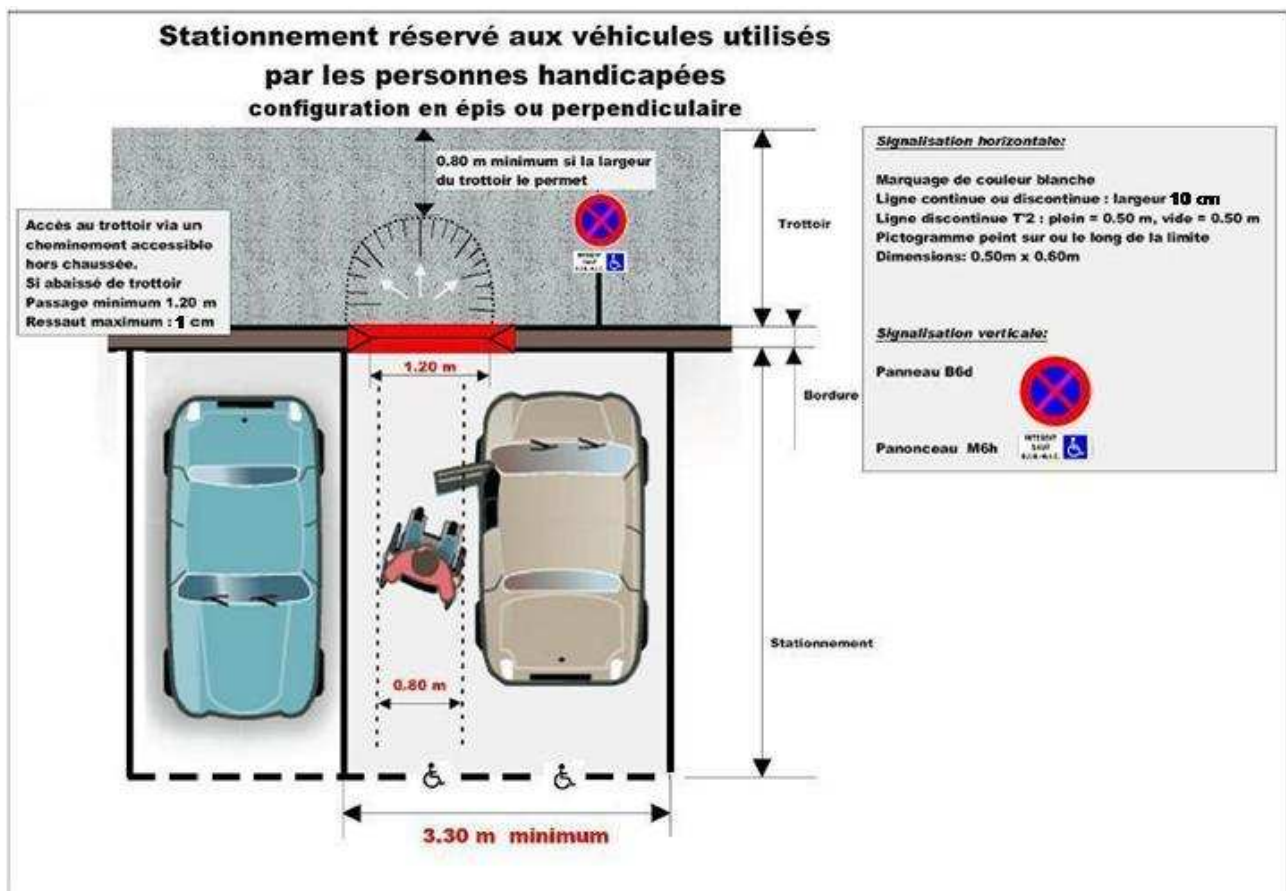 Stationnement réservé aux véhicules utilisés
par les personnes handicapées
configuration en épis ou perpendiculaire
0.80 m minimum si la largeur
du trottoir le permet
Accès au trottoir via un
cheminement accessible
hors chaussée.
Si abaissé de trottoir
Passage minimum 1.20 m
Ressaut maximum : 1 cm
INTERDIT
SAUF
Trottoir
Bordure
1.20 m
Stationnement
0.80 m
3.30 m minimum
Signalisation horizontale:
Marquage de couleur blanche
Ligne continue ou discontinue : largeur 10 cm
Ligne discontinue T'2 : plein = 0.50 m, vide = 0.50 m
Pictogramme peint sur ou le long de la limite
Dimensions: 0.50m x 0.60m
Signalisation verticale:
Panneau B6d
Panonceau M6h
INTERDIT
SAUF